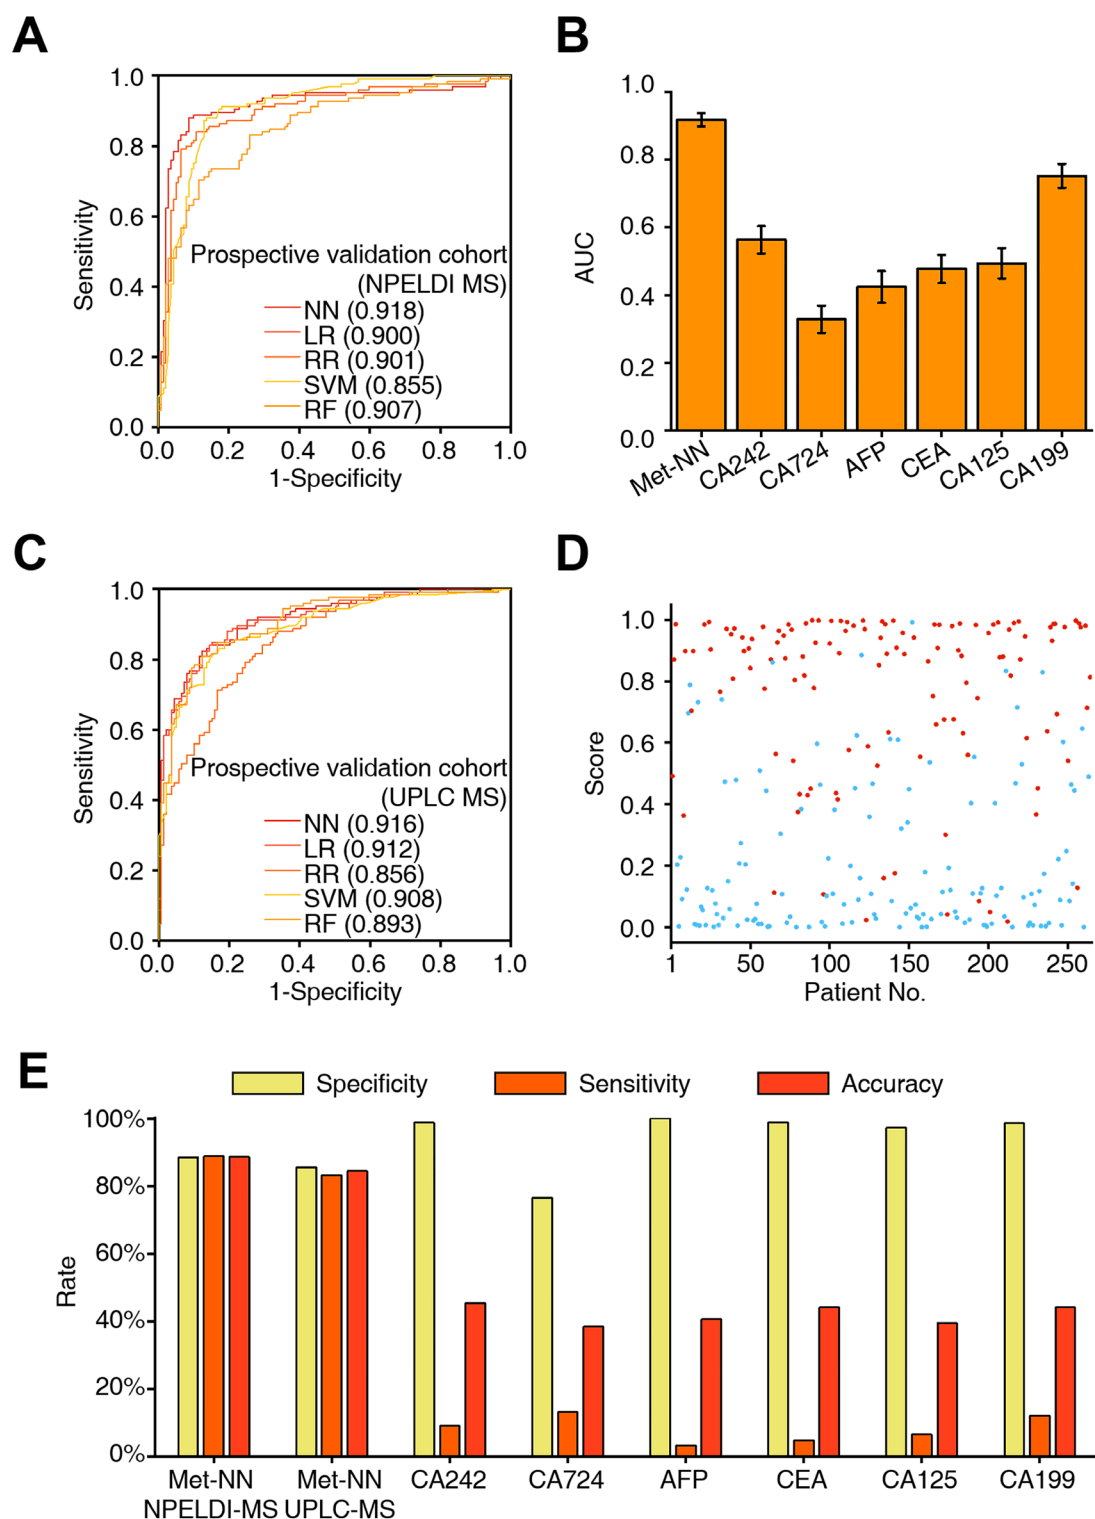 A
1.0
0.8
0.6
0.4
0.2
0.0
Sensitivity
Prospective validation cohort
(NPELDI MS)
NN (0.918)
LR (0.900)
RR (0.901)
SVM (0.855)
RF (0.907)
0.0 0.2 0.4 0.6 0.8 1.0
1-Specificity
B
1.0
0.8
0.6
0.4
0.2
0.0
AUC
Met-NN CA242 CA724 AFP CEA CA125 CA199
C
1.0
0.8
0.6
0.4
0.2
0.0
Sensitivity
Prospective validation cohort
(UPLC MS)
NN (0.916)
LR (0.912)
RR (0.856)
SVM (0.908)
RF (0.893)
0.0 0.2 0.4 0.6 0.8 1.0
1-Specificity
D
1.0
0.8
0.6
0.4
0.2
0.0
Score
1 50 100 150 200 250
Patient No.
E
Specificity Sensitivity Accuracy
100%
80%
60%
40%
20%
0%
Rate
Met-NN Met-NN CA242 CA724 AFP CEA CA125 CA199
NPELDI-MS UPLC-MS